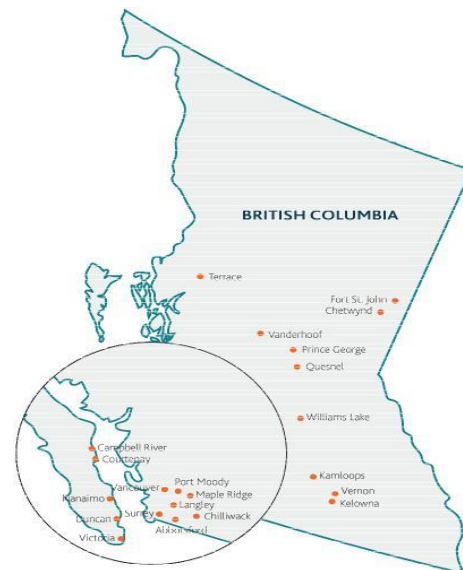 BRITISH COLUMBIA
Terrace
Fort St. John
Chetwynd
Vanderhoof
Prince George
Quesnel
Williams Lake
Campbell River
Courtenay
Kamloops
Vancouver
Port Moody
Vernon
Maple Ridge
Kelowna
Nanaimo
Langley
Surrey
Chilliwack
Duncan
Abbotsford
Victoria